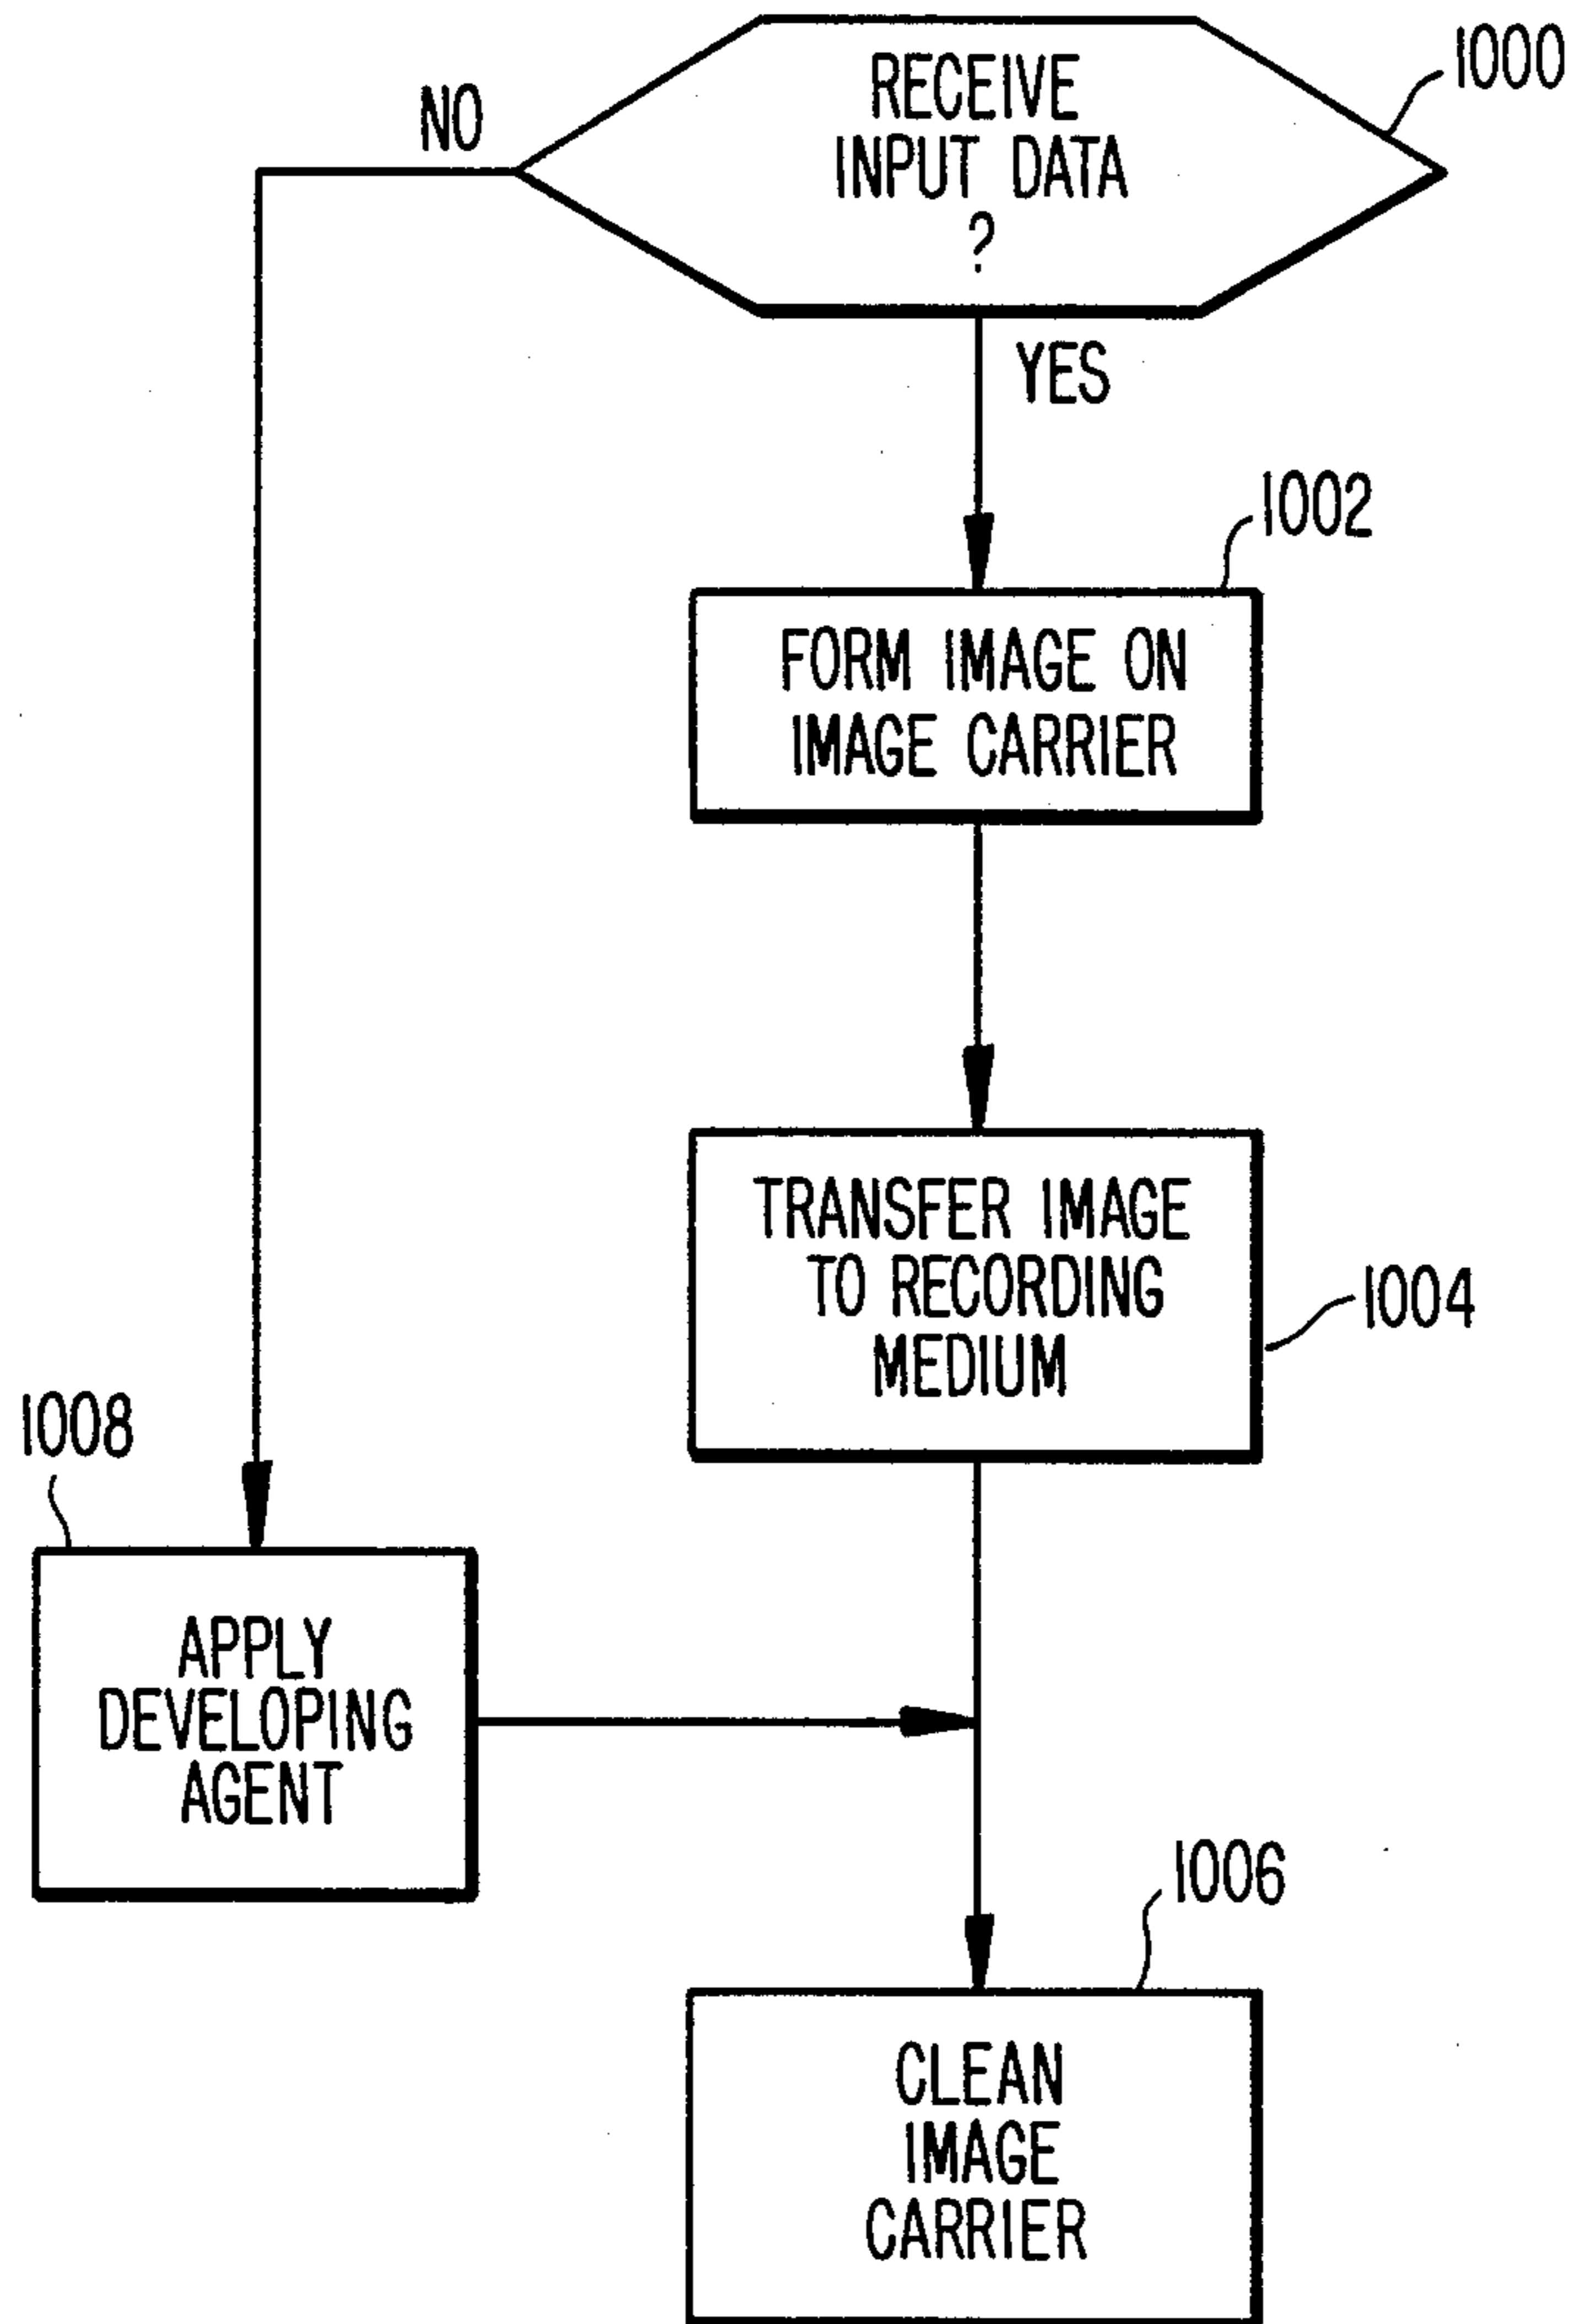 RECEIVE
INPUT DATA
?
1000
NO
YES
1002
FORM IMAGE ON
IMAGE CARRIER
TRANSFER IMAGE
TO RECORDING
MEDIUM
1004
1008
APPLY
DEVELOPING
AGENT
1006
CLEAN
IMAGE
CARRIER